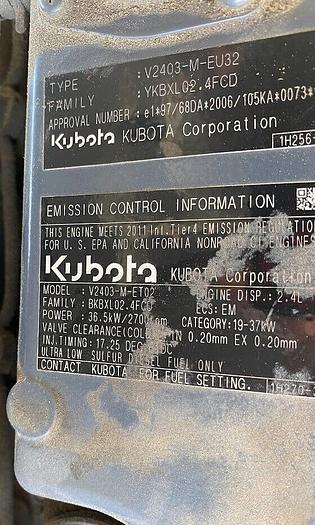 TYPE : V2403-M-EU32
FAMILY : YKBXL02.4FCD
APPROVAL NUMBER : e1*97/68DA*2006/105KA*0073*
Kubota KUBOTA Corporation
1H256-
EMISSION CONTROL INFORMATION
THIS ENGINE MEETS 2011 Int.Tier4 EMISSION REGULATION
FOR U.S. EPA AND CALIFORNIA NONROAD CI ENGINES
Kubota KUBOTA Corporation
MODEL : V2403-M-ET02 ENGINE DISP.: 2.4L
FAMILY : BKBXL02.4FCD ECS: EM
POWER : 36.5kW/2700rpm CATEGORY:19-37kW
VALVE CLEARANCE(COLD) IN 0.20mm EX 0.20mm
INJ.TIMING: 17.25 DEG
ULTRA LOW SULFUR DIESEL FUEL ONLY
CONTACT KUBOTA FOR FUEL SETTING.
1H270-